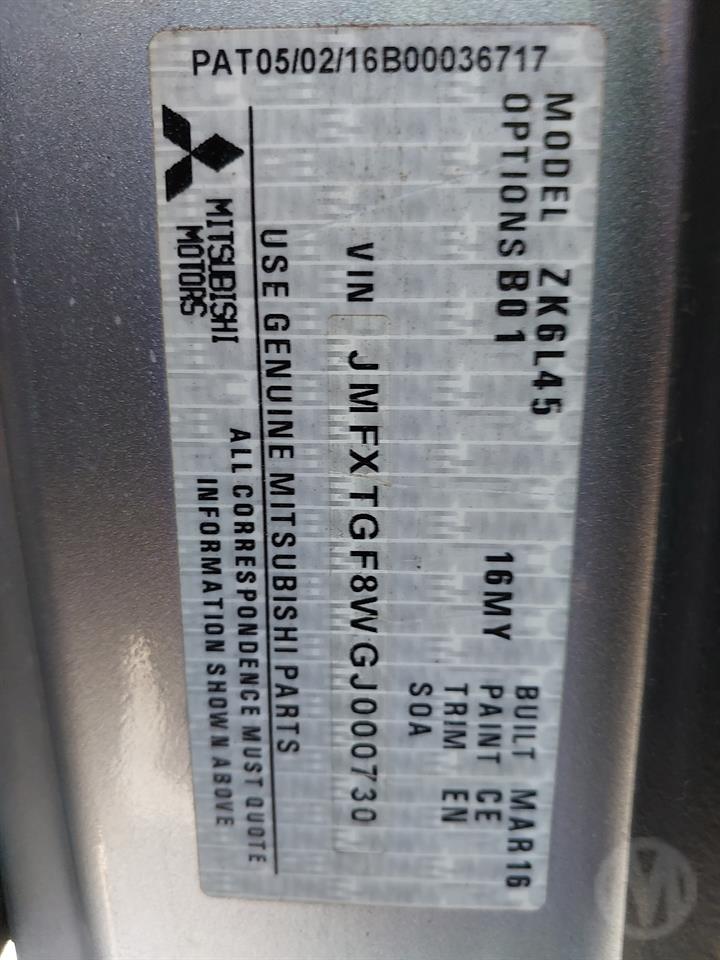 PAT05/02/16B00036717
MODEL ZK6L45 BUILT MAR16
OPTIONS B01 16MY PAINT CE
TRIM EN
SOA
VIN JMFXTGF8WGJ000730
USE GENUINE MITSUBISHI PARTS
MITSUBISHI
MOTORS
ALL CORRESPONDENCE MUST QUOTE
INFORMATION SHOWN ABOVE